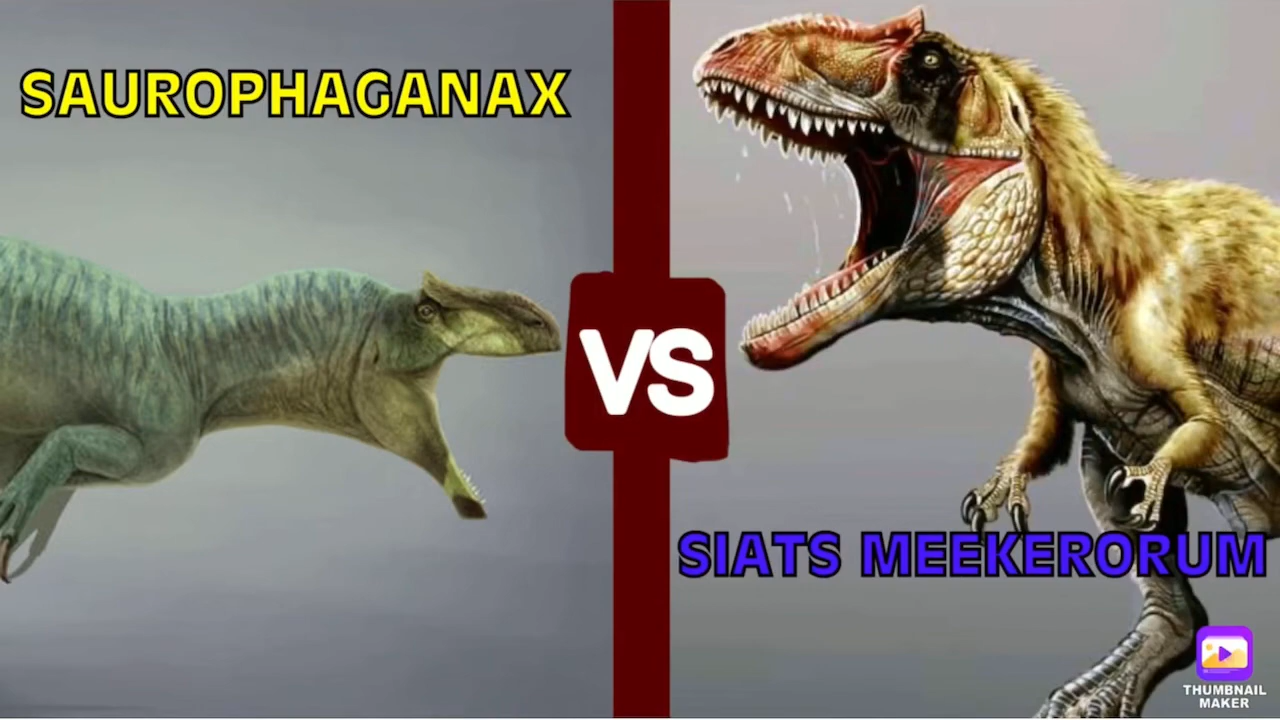 SAUROPHAGANAX
VS
SIATS MEEKERORUM
THUMBNAIL
MAKER